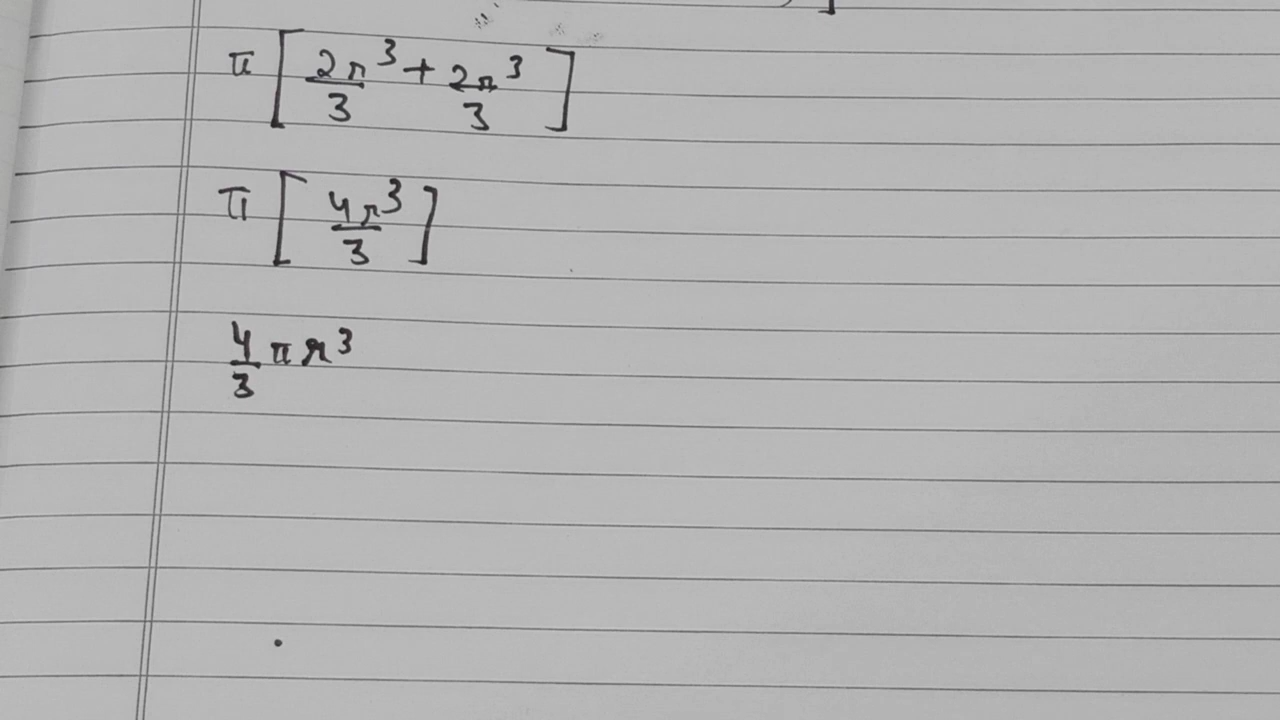 π [ 2r³/3 + 2r³/3 ]
π [ 4r³/3 ]
4/3 πr³